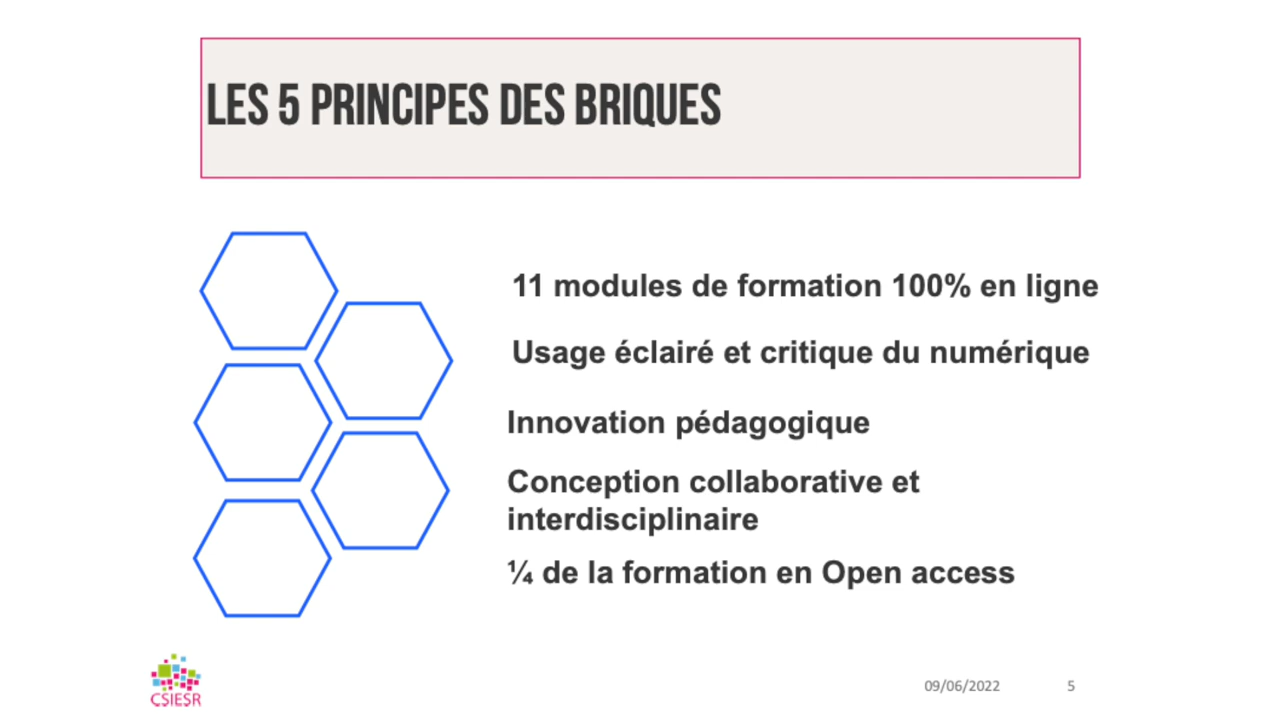 LES 5 PRINCIPES DES BRIQUES
11 modules de formation 100% en ligne
Usage éclairé et critique du numérique
Innovation pédagogique
Conception collaborative et
interdisciplinaire
¼ de la formation en Open access
CSIESR
09/06/2022
5